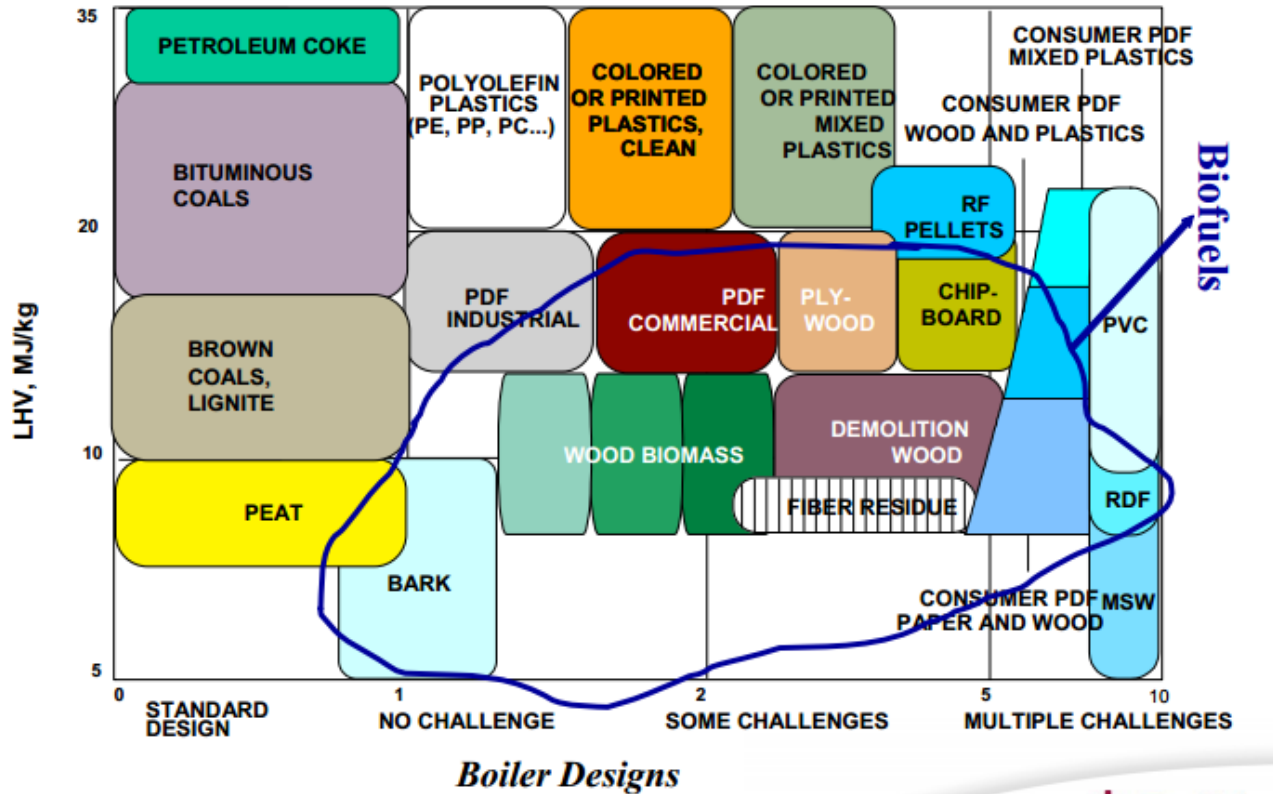 35
PETROLEUM COKE
BITUMINOUS
COALS
BROWN
COALS,
LIGNITE
PEAT
BARK
POLYOLEFIN
PLASTICS
(PE, PP, PC...)
COLORED
OR PRINTED
PLASTICS,
CLEAN
COLORED
OR PRINTED
MIXED
PLASTICS
CONSUMER PDF
MIXED PLASTICS
CONSUMER PDF
WOOD AND PLASTICS
Biofuels
RF
PELLETS
20
PDF
INDUSTRIAL
PDF
COMMERCIAL
PLY-
WOOD
CHIP-
BOARD
PVC
LHV, MJ/kg
10
WOOD BIOMASS
DEMOLITION
WOOD
FIBER RESIDUE
RDF
CONSUMER PDF
PAPER AND WOOD
MSW
5
0
1
2
5
10
STANDARD
DESIGN
NO CHALLENGE
SOME CHALLENGES
MULTIPLE CHALLENGES
Boiler Designs